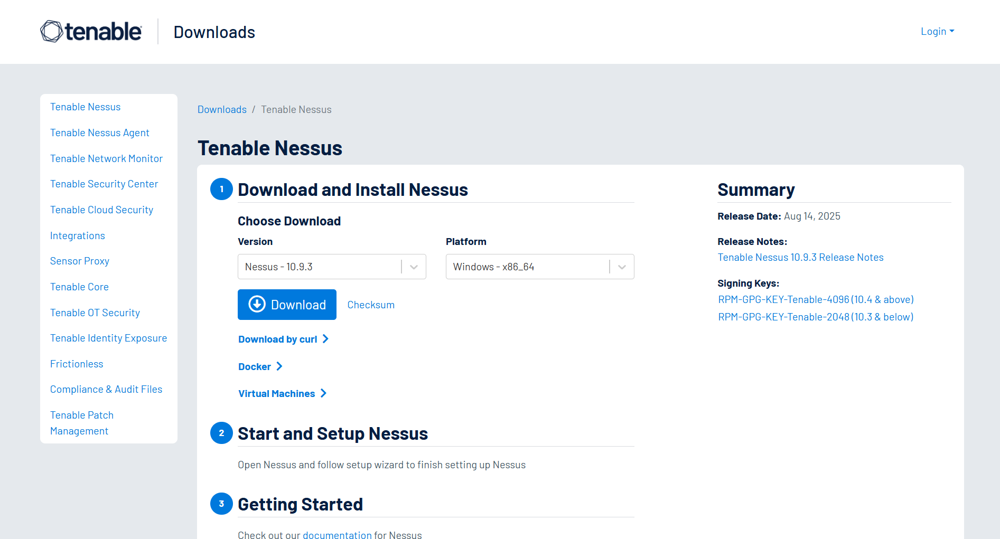 tenable
Downloads
Login
Tenable Nessus
Tenable Nessus Agent
Tenable Network Monitor
Tenable Security Center
Tenable Cloud Security
Integrations
Sensor Proxy
Tenable Core
Tenable OT Security
Tenable Identity Exposure
Frictionless
Compliance & Audit Files
Tenable Patch
Management
Downloads / Tenable Nessus
Tenable Nessus
1 Download and Install Nessus
Choose Download
Version
Platform
Nessus - 10.9.3
Windows - x86_64
Download
Checksum
Download by curl
Docker
Virtual Machines
2 Start and Setup Nessus
Open Nessus and follow setup wizard to finish setting up Nessus
3 Getting Started
Check out our documentation for Nessus
Summary
Release Date: Aug 14, 2025
Release Notes:
Tenable Nessus 10.9.3 Release Notes
Signing Keys:
RPM-GPG-KEY-Tenable-4096 (10.4 & above)
RPM-GPG-KEY-Tenable-2048 (10.3 & below)